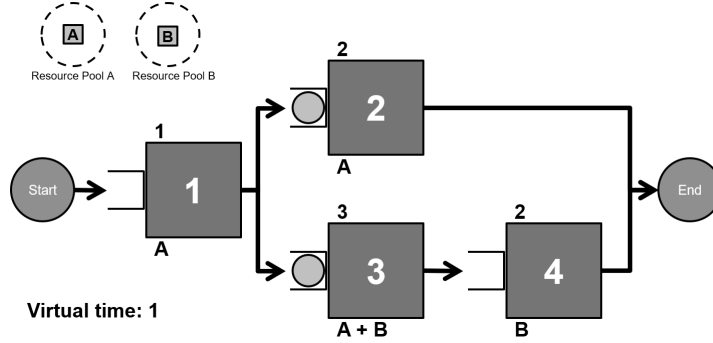 A
B
Resource Pool A
Resource Pool B
2
2
A
1
1
A
Start
End
3
3
A + B
2
4
B
Virtual time: 1